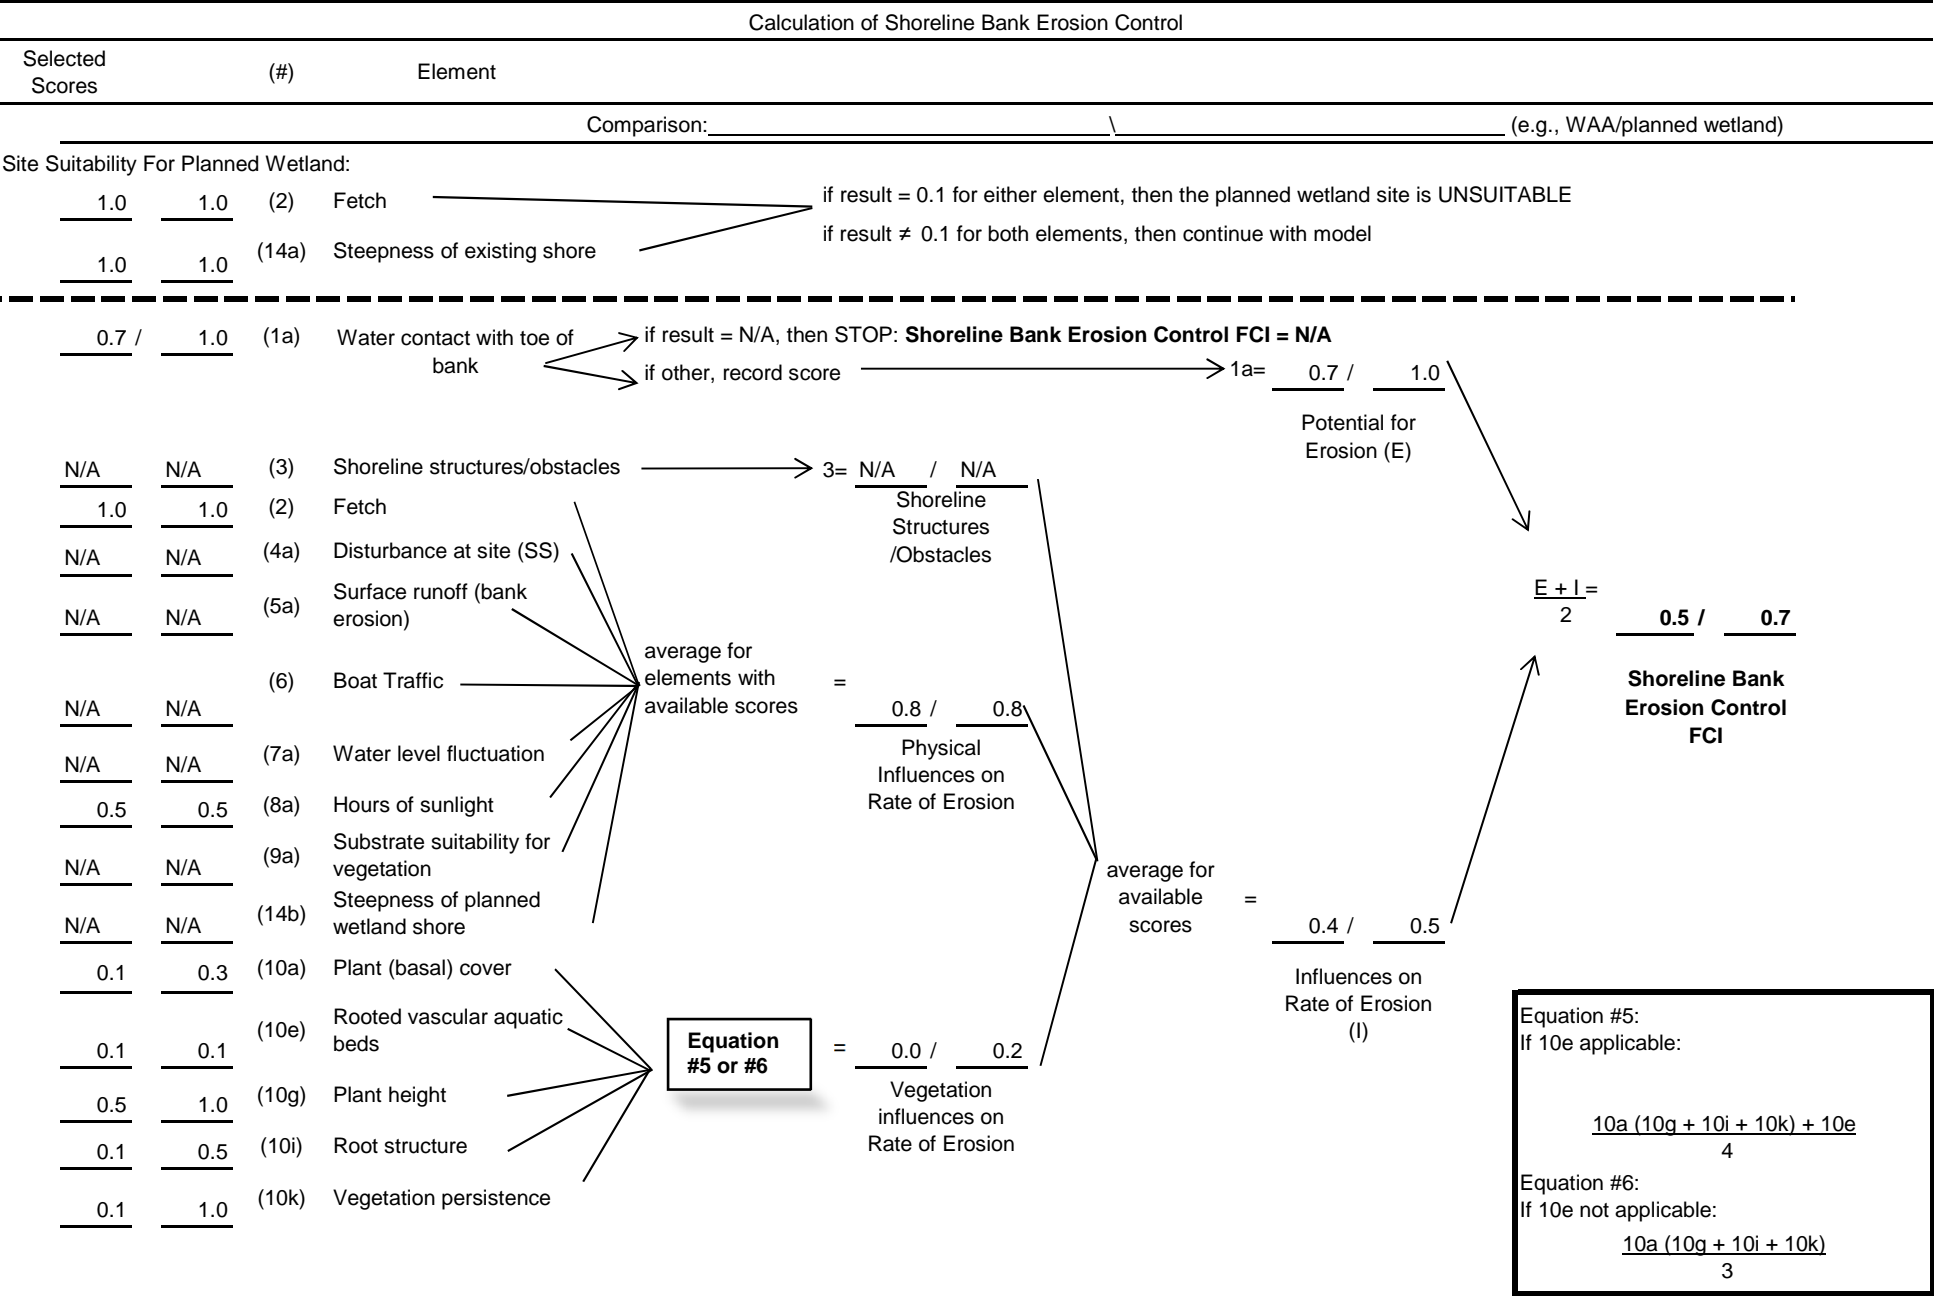 Calculation of Shoreline Bank Erosion Control
Selected Scores (#) Element
Comparison: \ (e.g., WAA/planned wetland)
Site Suitability For Planned Wetland:
1.0 1.0 (2) Fetch
if result = 0.1 for either element, then the planned wetland site is UNSUITABLE
if result ≠ 0.1 for both elements, then continue with model
1.0 1.0 (14a) Steepness of existing shore
0.7 / 1.0 (1a) Water contact with toe of
bank
if result = N/A, then STOP: Shoreline Bank Erosion Control FCI = N/A
if other, record score
1a= 0.7 / 1.0
Potential for
Erosion (E)
N/A N/A (3) Shoreline structures/obstacles
3= N/A / N/A
Shoreline
Structures
/Obstacles
1.0 1.0 (2) Fetch
N/A N/A (4a) Disturbance at site (SS)
N/A N/A (5a) Surface runoff (bank
erosion)
N/A N/A (6) Boat Traffic
average for
elements with
available scores
= 0.8 / 0.8
Physical
Influences on
Rate of Erosion
N/A N/A (7a) Water level fluctuation
0.5 0.5 (8a) Hours of sunlight
N/A N/A (9a) Substrate suitability for
vegetation
N/A N/A (14b) Steepness of planned
wetland shore
0.1 0.3 (10a) Plant (basal) cover
0.1 0.1 (10e) Rooted vascular aquatic
beds
0.5 1.0 (10g) Plant height
0.1 0.5 (10i) Root structure
0.1 1.0 (10k) Vegetation persistence
Equation
#5 or #6
= 0.0 / 0.2
Vegetation
influences on
Rate of Erosion
average for
available
scores
= 0.4 / 0.5
Influences on
Rate of Erosion
(I)
E + I =
2
0.5 / 0.7
Shoreline Bank
Erosion Control
FCI
Equation #5:
If 10e applicable:
10a (10g + 10i + 10k) + 10e
4
Equation #6:
If 10e not applicable:
10a (10g + 10i + 10k)
3